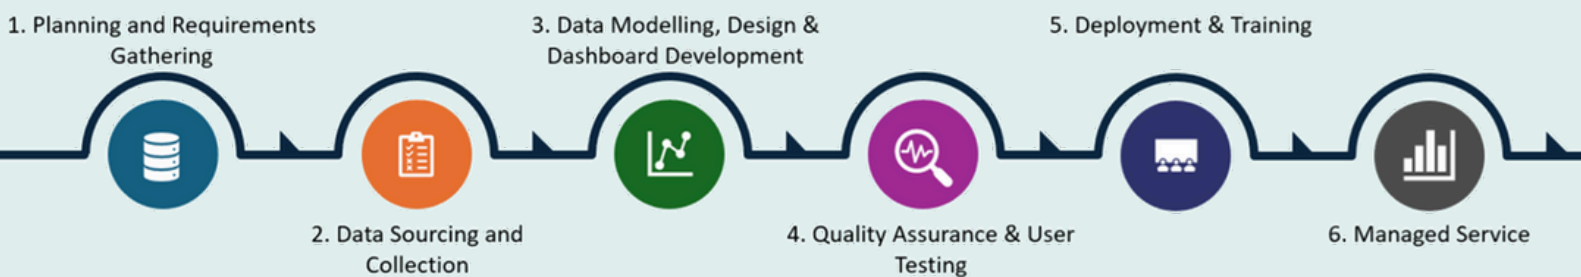 1. Planning and Requirements
Gathering
2. Data Sourcing and
Collection
3. Data Modelling, Design &
Dashboard Development
4. Quality Assurance & User
Testing
5. Deployment & Training
6. Managed Service